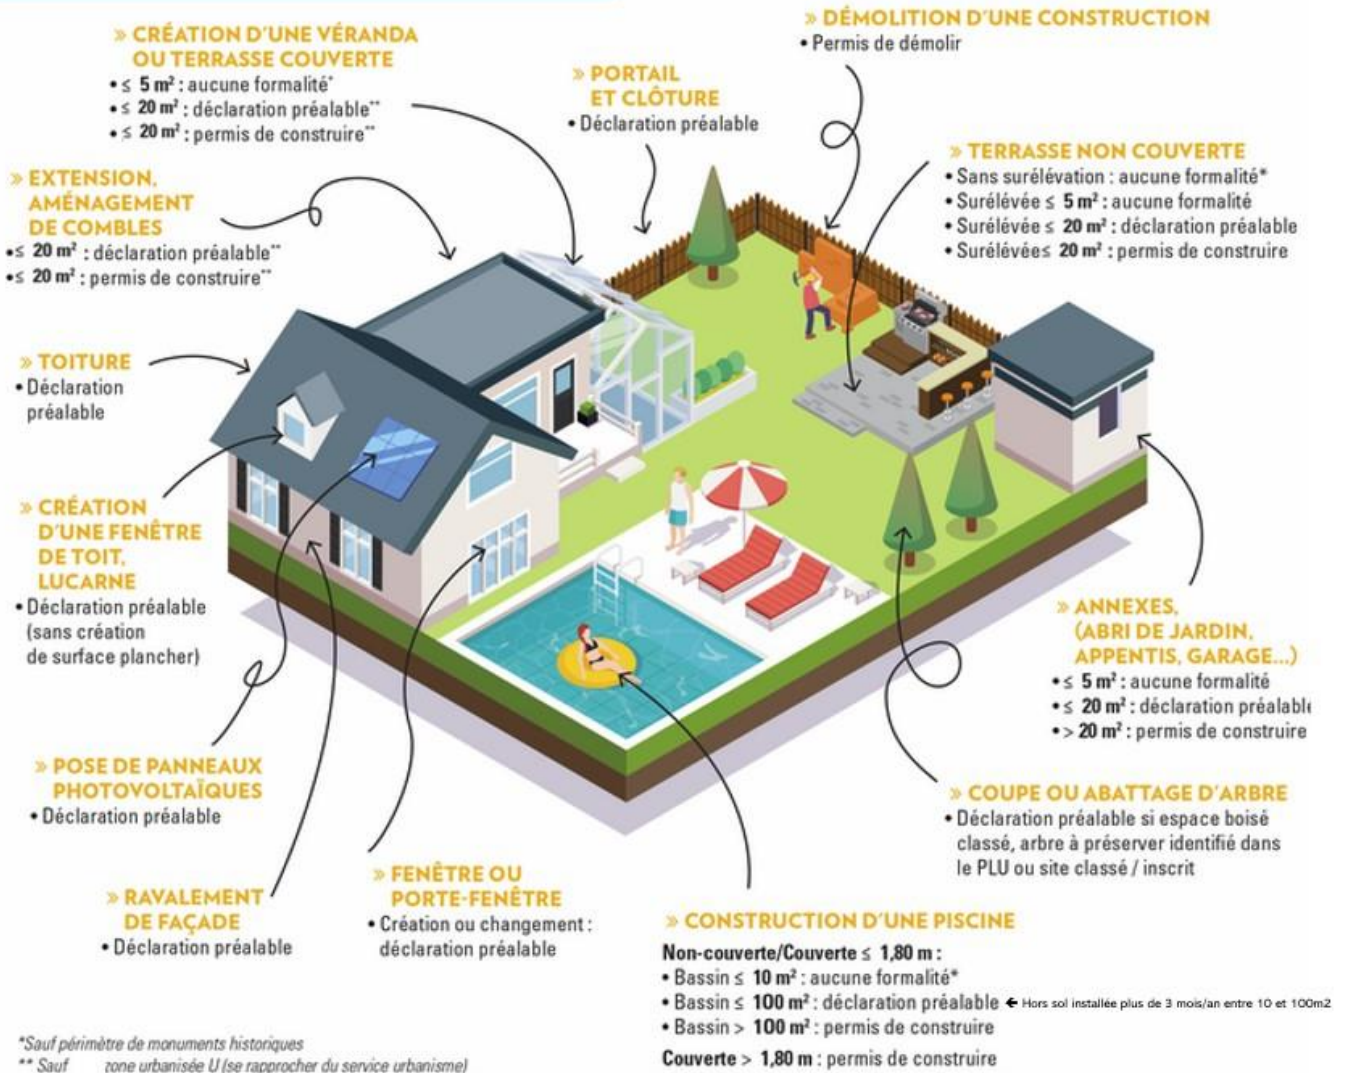 » CRÉATION D'UNE VÉRANDA
OU TERRASSE COUVERTE
• ≤ 5 m² : aucune formalité*
• ≤ 20 m² : déclaration préalable**
• ≤ 20 m² : permis de construire**
» EXTENSION,
AMÉNAGEMENT
DE COMBLES
• ≤ 20 m² : déclaration préalable**
• ≤ 20 m² : permis de construire**
» TOITURE
• Déclaration
préalable
» CRÉATION
D'UNE FENÊTRE
DE TOIT,
LUCARNE
• Déclaration préalable
(sans création
de surface plancher)
» POSE DE PANNEAUX
PHOTOVOLTAÏQUES
• Déclaration préalable
» RAVALEMENT
DE FAÇADE
• Déclaration préalable
» FENÊTRE OU
PORTE-FENÊTRE
• Création ou changement :
déclaration préalable
» PORTAIL
ET CLÔTURE
• Déclaration préalable
» DÉMOLITION D'UNE CONSTRUCTION
• Permis de démolir
» TERRASSE NON COUVERTE
• Sans surélévation : aucune formalité*
• Surélévée ≤ 5 m² : aucune formalité
• Surélévée ≤ 20 m² : déclaration préalable
• Surélévée≤ 20 m² : permis de construire
» ANNEXES,
(ABRI DE JARDIN,
APPENTIS, GARAGE...)
• ≤ 5 m² : aucune formalité
• ≤ 20 m² : déclaration préalable
• > 20 m² : permis de construire
» COUPE OU ABATTAGE D'ARBRE
• Déclaration préalable si espace boisé
classé, arbre à préserver identifié dans
le PLU ou site classé / inscrit
» CONSTRUCTION D'UNE PISCINE
Non-couverte/Couverte ≤ 1,80 m :
• Bassin ≤ 10 m² : aucune formalité*
• Bassin ≤ 100 m² : déclaration préalable ← Hors sol installée plus de 3 mois/an entre 10 et 100m2
• Bassin > 100 m² : permis de construire
Couverte > 1,80 m : permis de construire
*Sauf périmètre de monuments historiques
** Sauf zone urbanisée U (se rapprocher du service urbanisme)